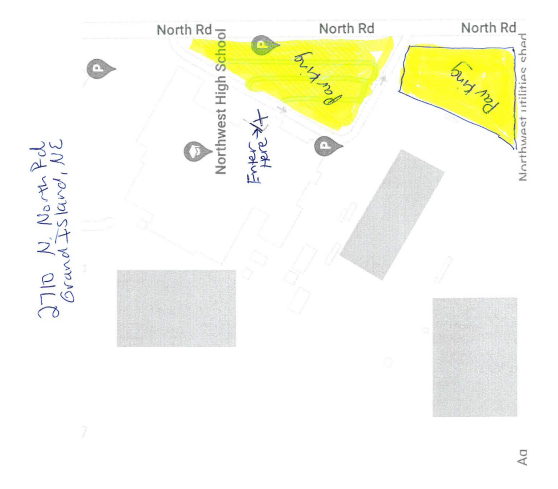 2710 N. North Rd
Grand Island, NE
North Rd
North Rd
North Rd
P
P
P
Northwest High School
Parking
Parking
Enter
Here → X
Northwest utilities shed
Ag